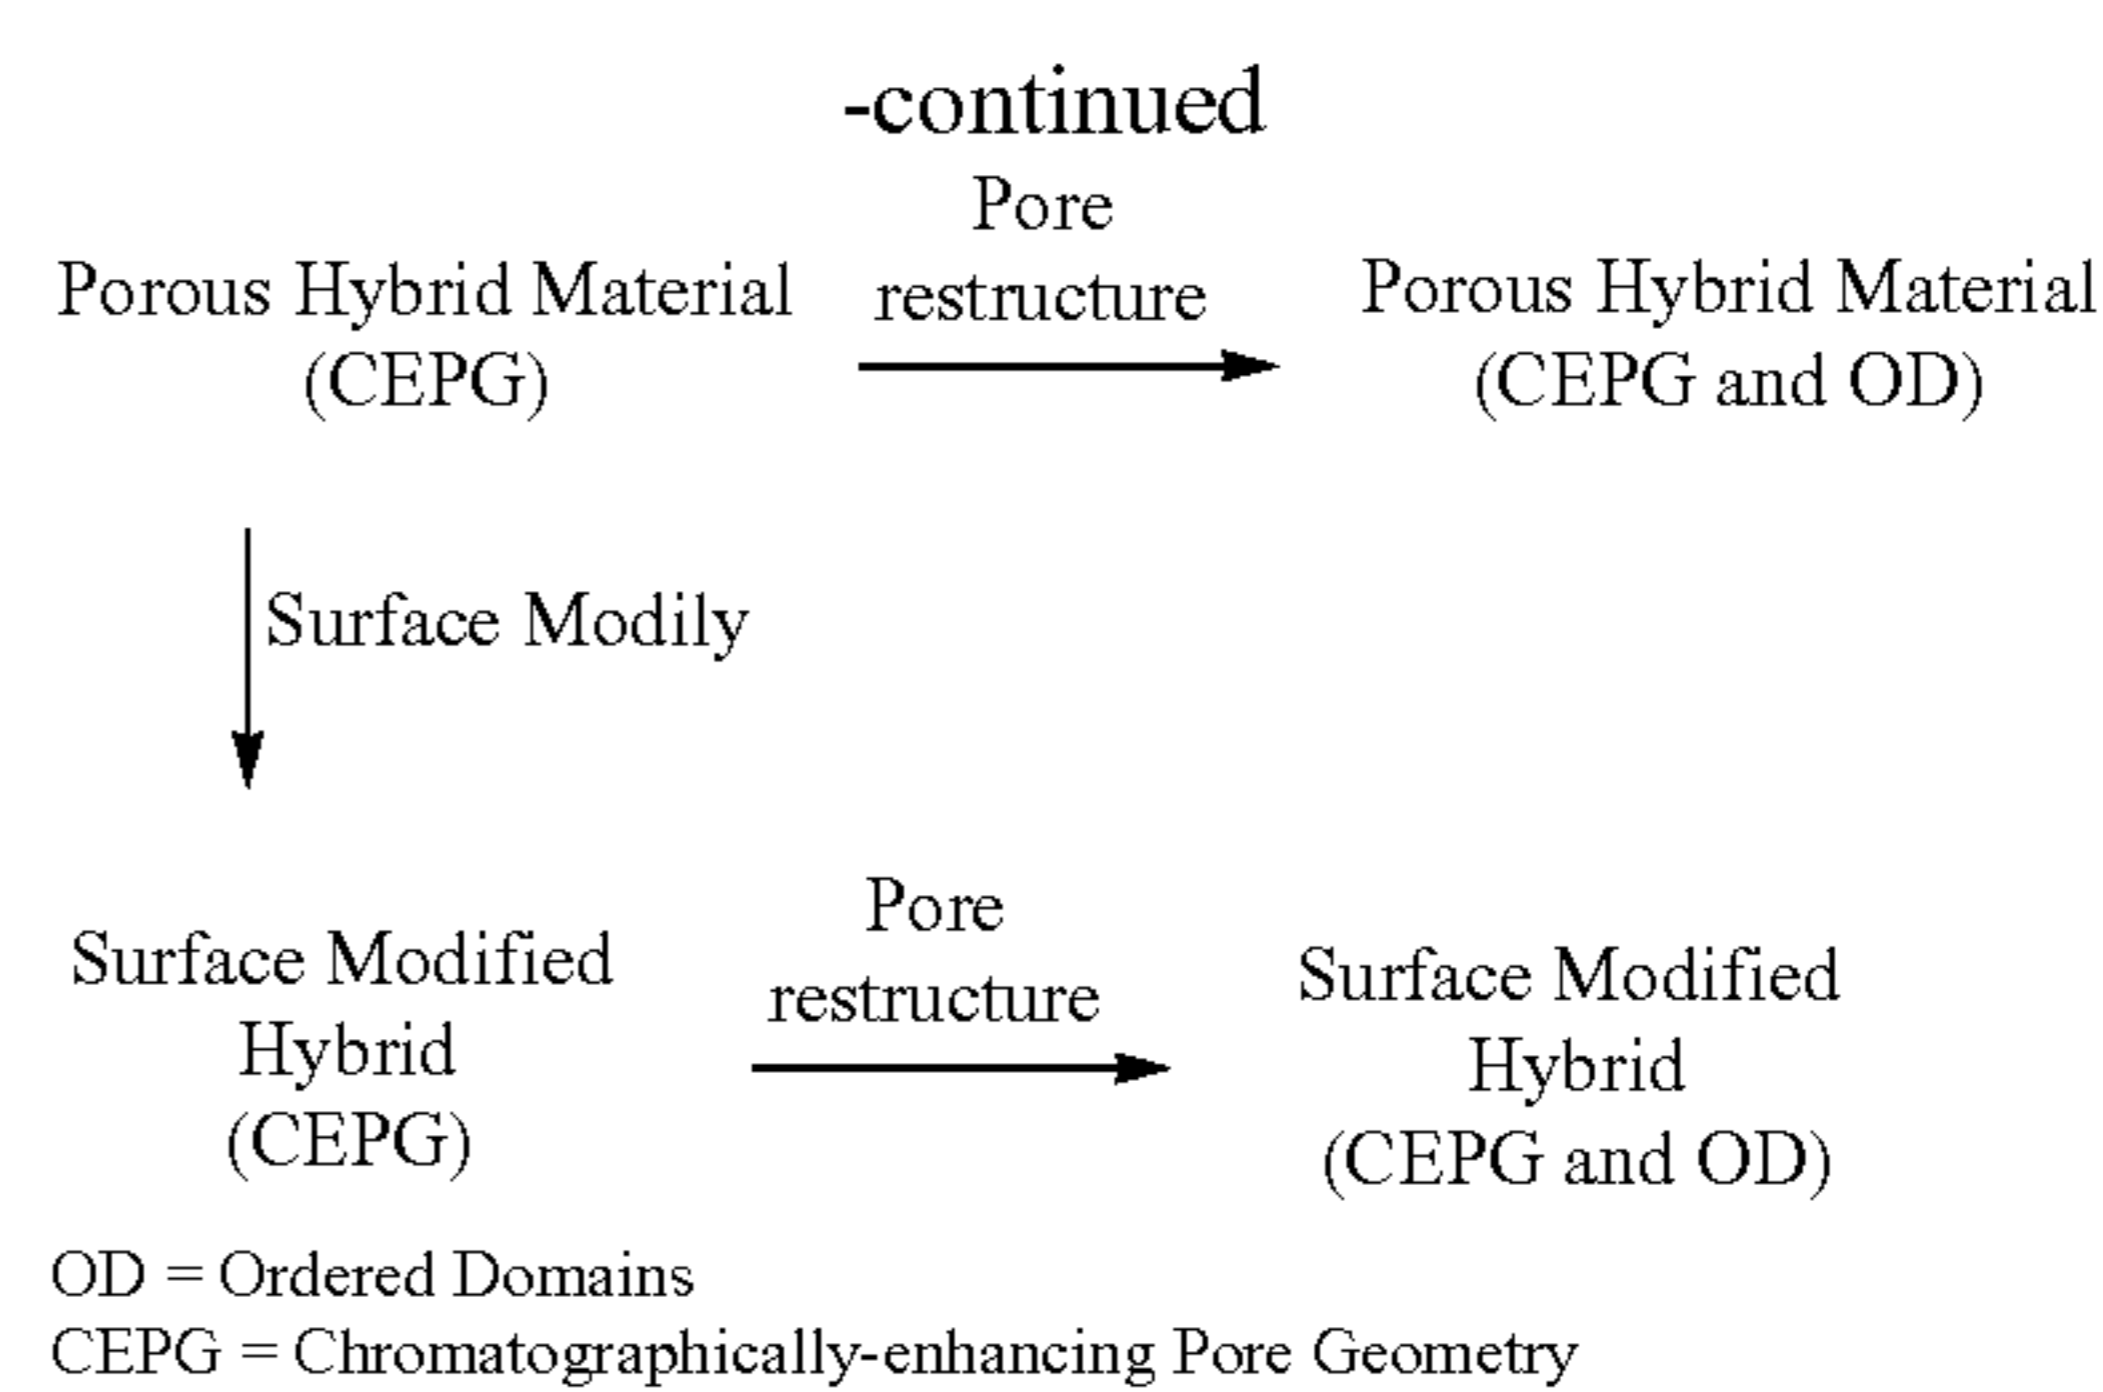 -continued
Pore
restructure
Porous Hybrid Material
(CEPG)
Porous Hybrid Material
(CEPG and OD)
Surface Modily
Surface Modified
Hybrid
(CEPG)
Pore
restructure
Surface Modified
Hybrid
(CEPG and OD)
OD = Ordered Domains
CEPG = Chromatographically-enhancing Pore Geometry